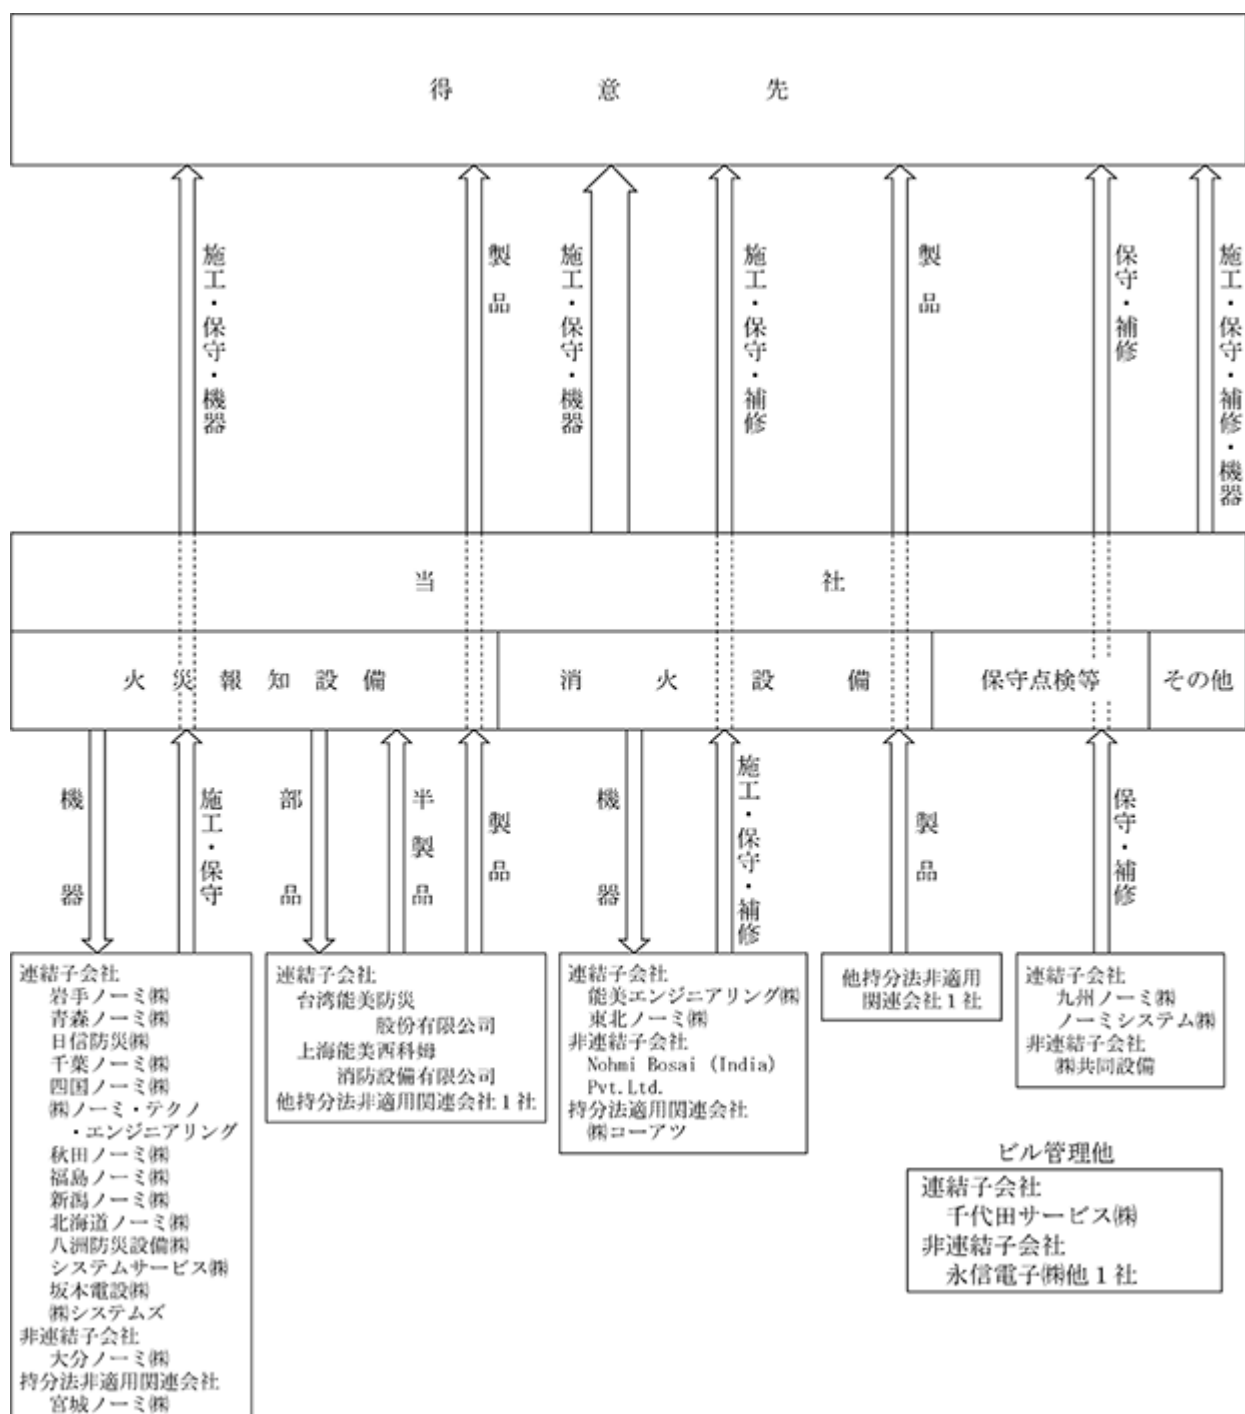 得意先
施工・保守・機器
製品
施工・保守・機器
施工・保守・補修
製品
保守・補修
施工・保守・補修・機器
当社
火災報知設備
消火設備
保守点検等
その他
機器
施工・保守
部品
半製品
製品
機器
施工・保守・補修
製品
保守・補修
連結子会社
岩手ノーミ㈱
青森ノーミ㈱
日信防災㈱
千葉ノーミ㈱
四国ノーミ㈱
㈱ノーミ・テクノ
・エンジニアリング
秋田ノーミ㈱
福島ノーミ㈱
新潟ノーミ㈱
北海道ノーミ㈱
八洲防災設備㈱
システムサービス㈱
坂本電設㈱
㈱システムズ
非連結子会社
大分ノーミ㈱
持分法非適用関連会社
宮城ノーミ㈱
連結子会社
台湾能美防災
股份有限公司
上海能美西科姆
消防設備有限公司
他持分法非適用関連会社１社
連結子会社
能美エンジニアリング㈱
東北ノーミ㈱
非連結子会社
Nohmi Bosai (India)
Pvt.Ltd.
持分法適用関連会社
㈱コーアツ
他持分法非適用
関連会社１社
連結子会社
九州ノーミ㈱
ノーミシステム㈱
非連結子会社
㈱共同設備
ビル管理他
連結子会社
千代田サービス㈱
非連結子会社
永信電子㈱他１社